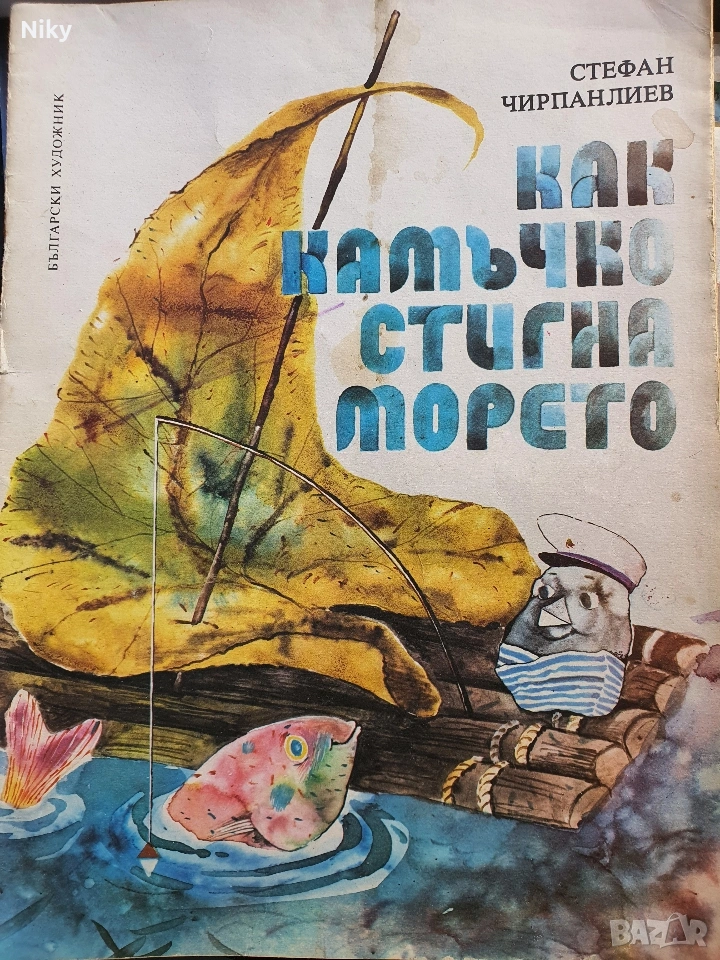 Niky
СТЕФАН
ЧИРПАНЛИЕВ
БЪЛГАРСКИ ХУДОЖНИК
КАК
КАМЪЧКО
СТИГНА
МОРЕТО
BAZAR